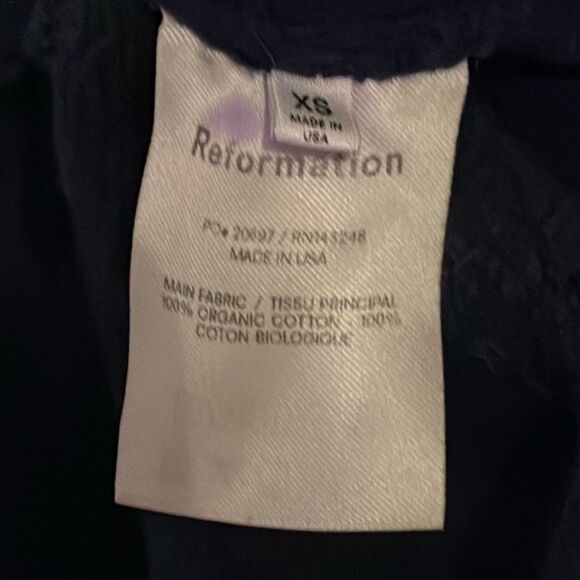 XS
MADE IN
USA
Reformation
PO# 20697 / RN143248
MADE IN USA
MAIN FABRIC / TISSU PRINCIPAL
100% ORGANIC COTTON - 100%
COTON BIOLOGIQUE